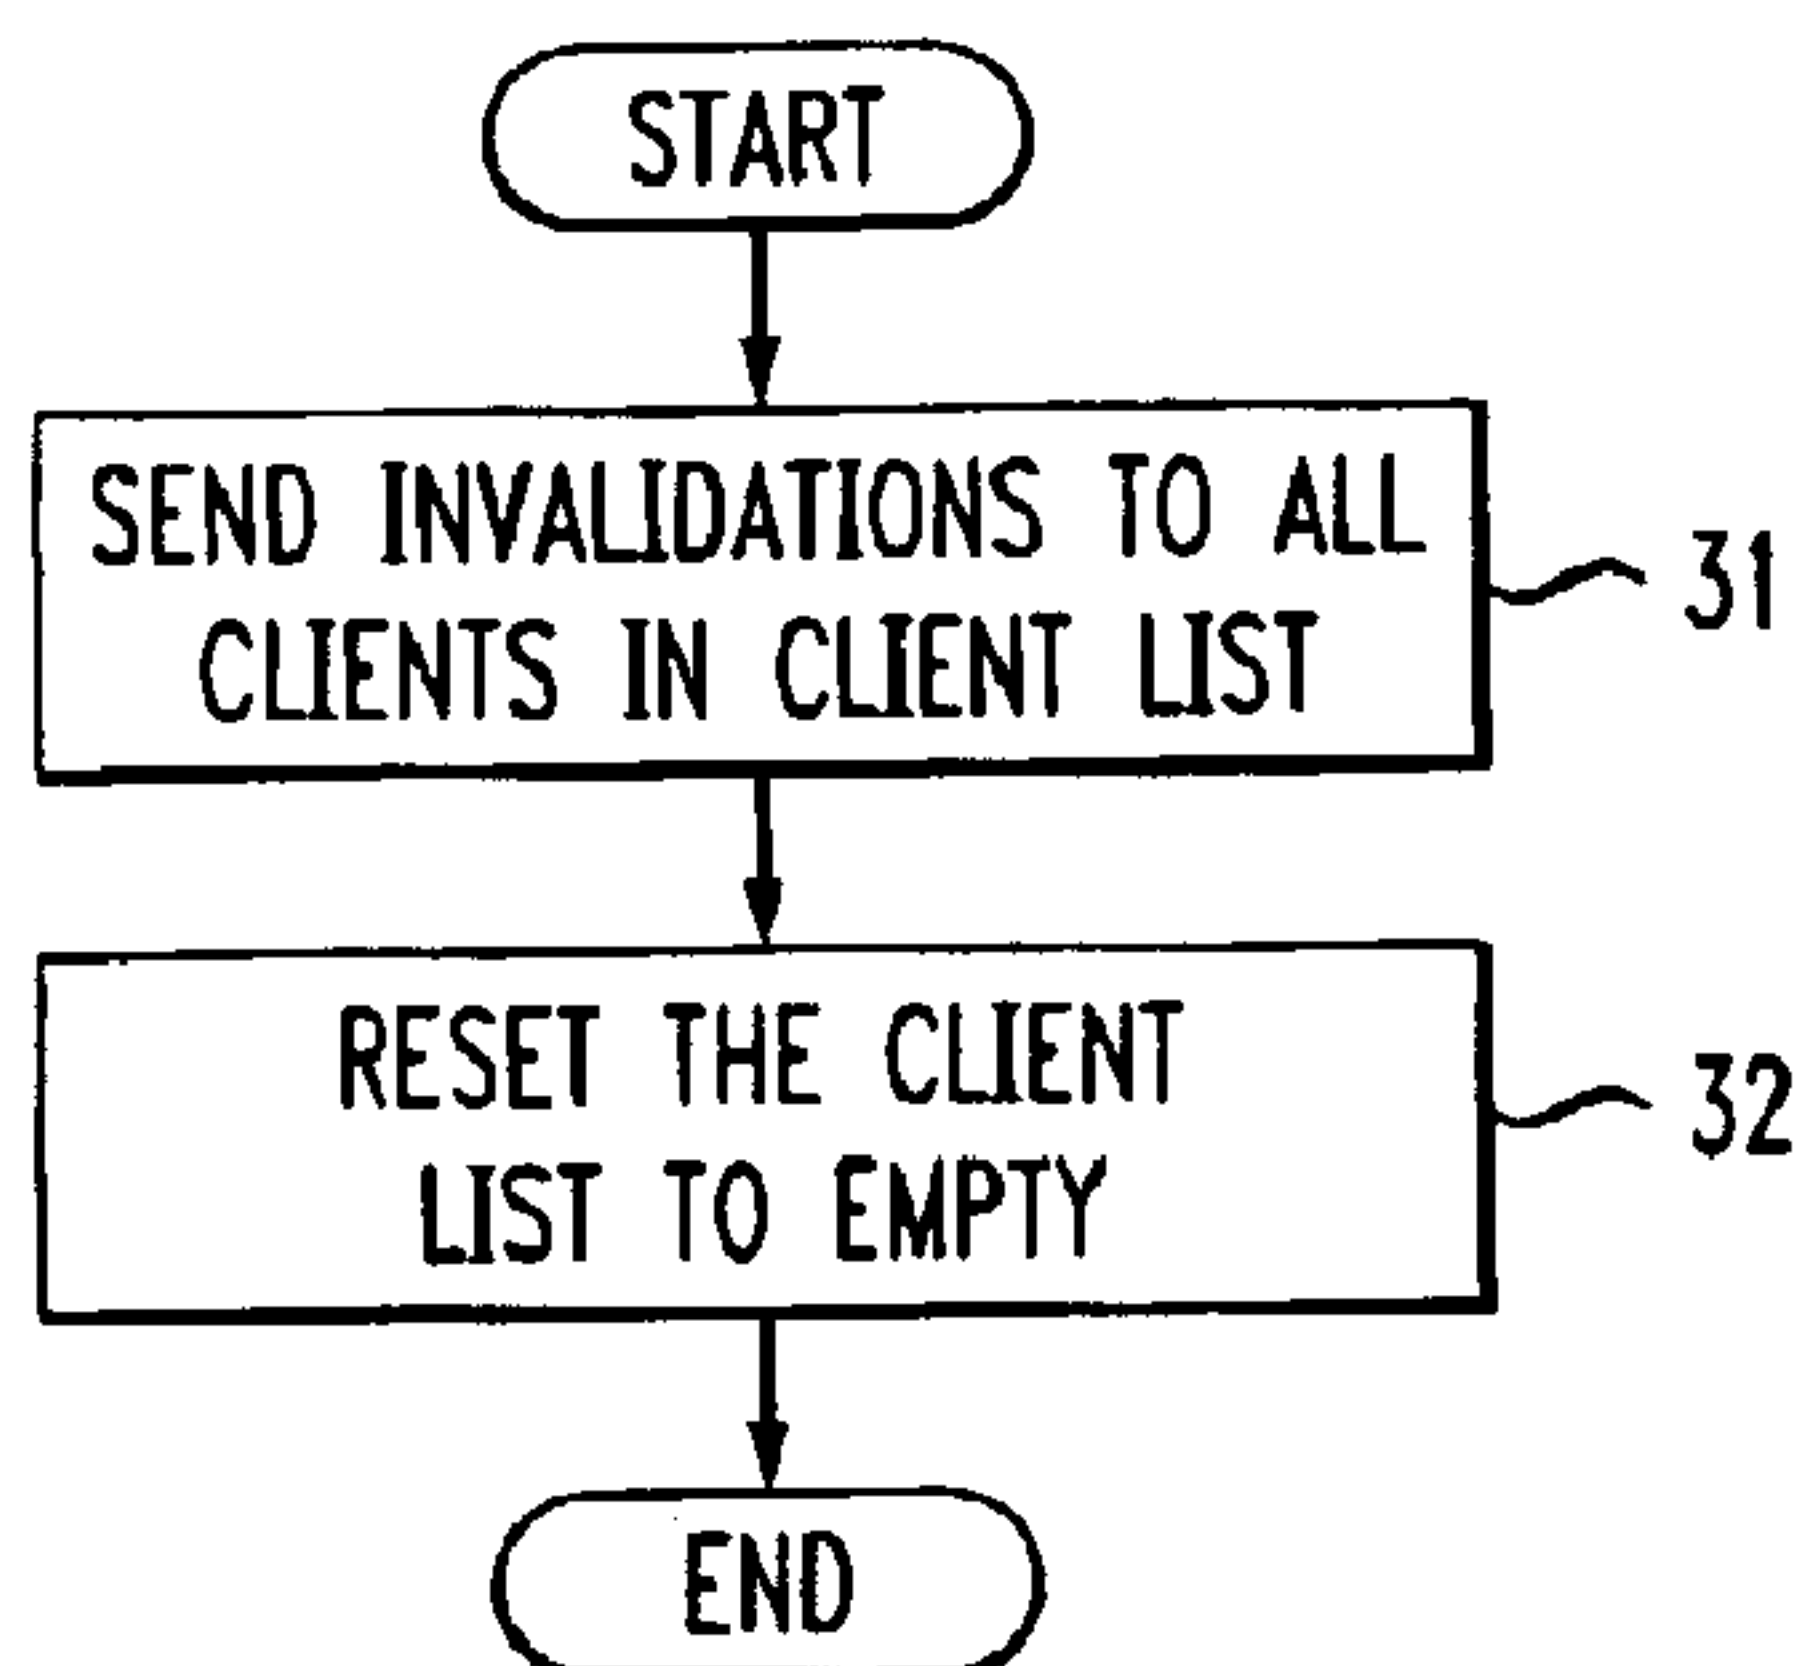 START
SEND INVALIDATIONS TO ALL
CLIENTS IN CLIENT LIST
31
RESET THE CLIENT
LIST TO EMPTY
32
END